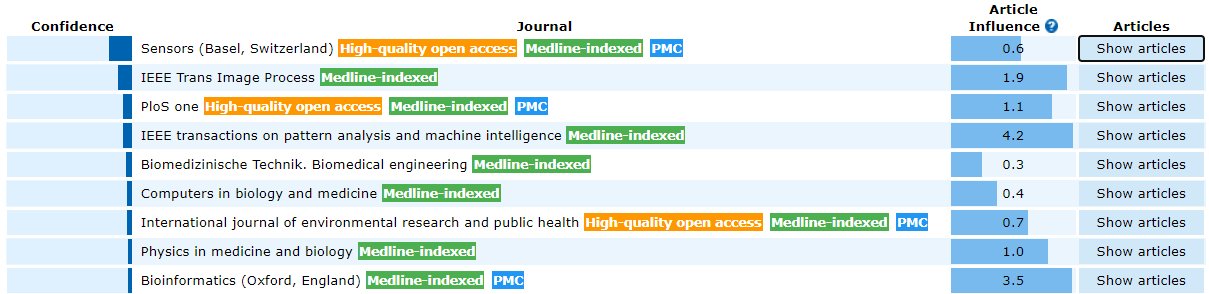 Confidence Journal Article Influence ? Articles
Sensors (Basel, Switzerland) High-quality open access Medline-indexed PMC 0.6 Show articles
IEEE Trans Image Process Medline-indexed 1.9 Show articles
PloS one High-quality open access Medline-indexed PMC 1.1 Show articles
IEEE transactions on pattern analysis and machine intelligence Medline-indexed 4.2 Show articles
Biomedizinische Technik. Biomedical engineering Medline-indexed 0.3 Show articles
Computers in biology and medicine Medline-indexed 0.4 Show articles
International journal of environmental research and public health High-quality open access Medline-indexed PMC 0.7 Show articles
Physics in medicine and biology Medline-indexed 1.0 Show articles
Bioinformatics (Oxford, England) Medline-indexed PMC 3.5 Show articles